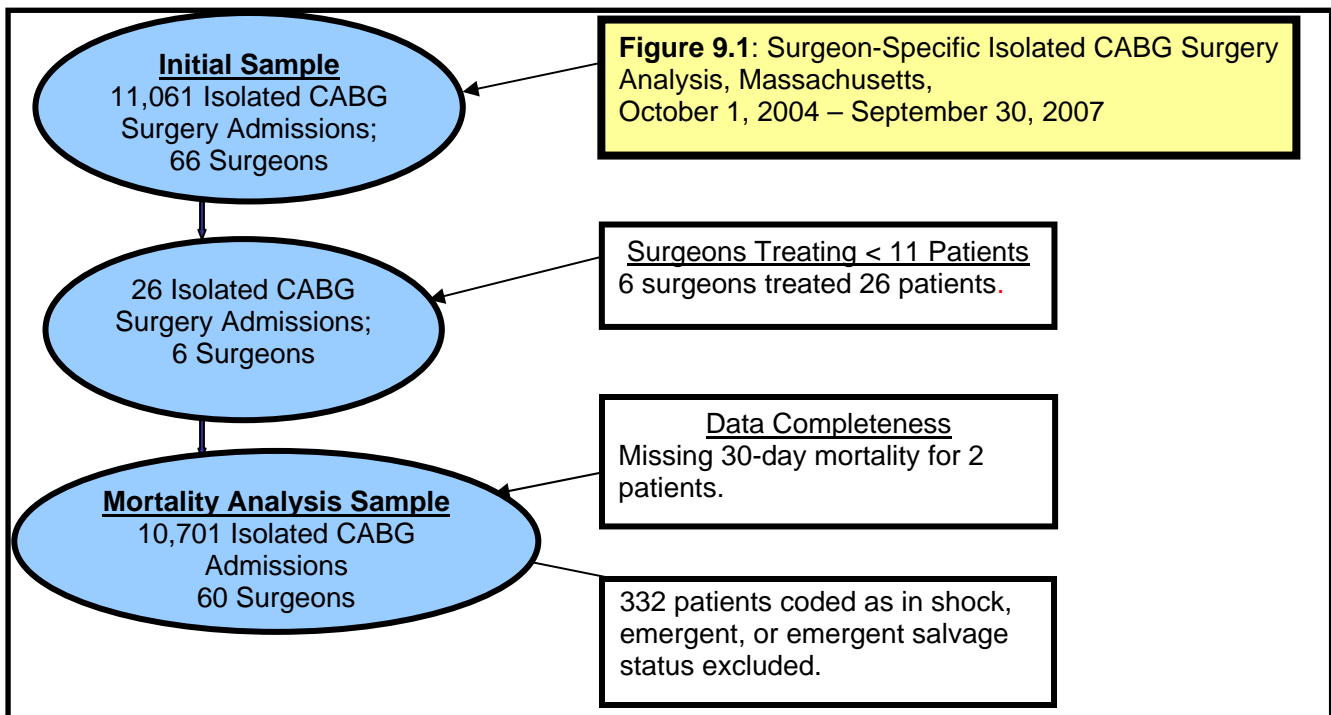 Initial Sample
11,061 Isolated CABG
Surgery Admissions;
66 Surgeons
Figure 9.1: Surgeon-Specific Isolated CABG Surgery
Analysis, Massachusetts,
October 1, 2004 – September 30, 2007
26 Isolated CABG
Surgery Admissions;
6 Surgeons
Surgeons Treating < 11 Patients
6 surgeons treated 26 patients.
Mortality Analysis Sample
10,701 Isolated CABG
Admissions
60 Surgeons
Data Completeness
Missing 30-day mortality for 2
patients.
332 patients coded as in shock,
emergent, or emergent salvage
status excluded.